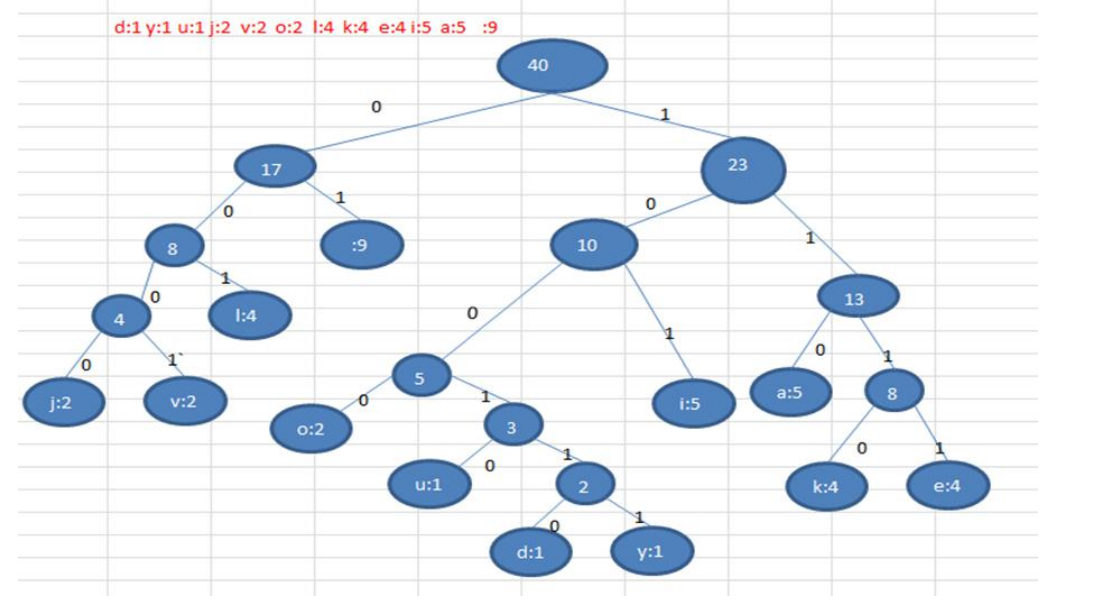 d:1 y:1 u:1 j:2 v:2 o:2 l:4 k:4 e:4 i:5 a:5 :9
40
0 1
17 23
0 1 0 1
8 :9 10 13
0 1 0 1 0 1
4 l:4 5 a:5 8
0 1` 0 1 0 1
j:2 v:2 o:2 3 i:5 k:4 e:4
0 1
u:1 2
0 1
d:1 y:1